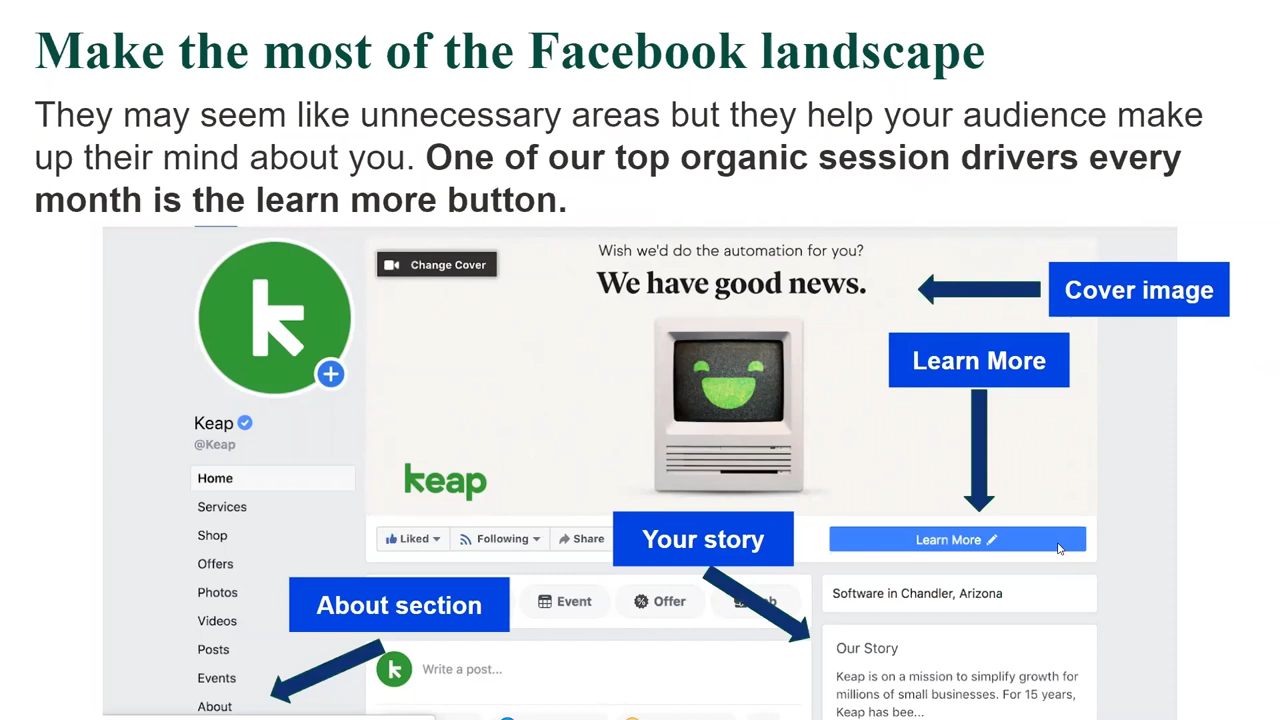 Make the most of the Facebook landscape
They may seem like unnecessary areas but they help your audience make
up their mind about you. One of our top organic session drivers every
month is the learn more button.
Change Cover
Wish we'd do the automation for you?
We have good news.
Cover image
Learn More
k
Keap
@Keap
keap
Home
Services
Shop
Offers
Photos
Videos
Posts
Events
About
Liked
Following
Share
Your story
Learn More
About section
Event
Offer
Software in Chandler, Arizona
k
Write a post...
Our Story
Keap is on a mission to simplify growth for
millions of small businesses. For 15 years,
Keap has bee...